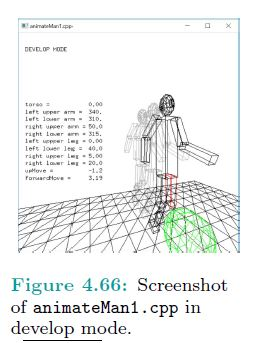 animateMan1.cpp
DEVELOP MODE
torso = 0.00
left upper arm = 340.
left lower arm = 310.
right upper arm = 50.0
right lower arm = 315.
left upper leg = 0.00
left lower leg = 40.0
right upper leg = 5.00
right lower leg = 20.0
upMove = -1.2
forwardMove = 3.19
Figure 4.66: Screenshot
of animateMan1.cpp in
develop mode.